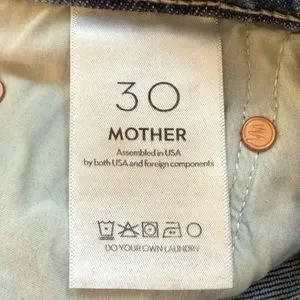 30
MOTHER
Assembled in USA
by both USA and foreign components
DO YOUR OWN LAUNDRY